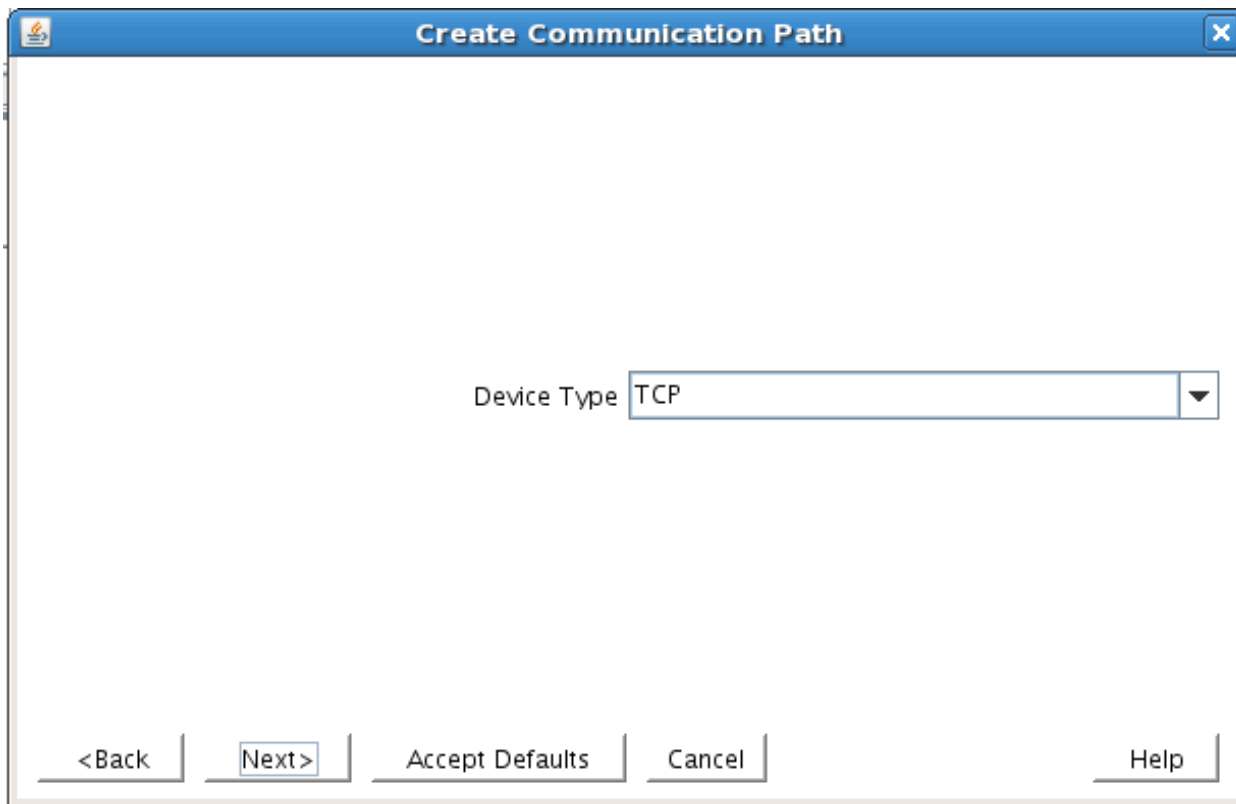 Create Communication Path
Device Type TCP
<Back Next> Accept Defaults Cancel Help